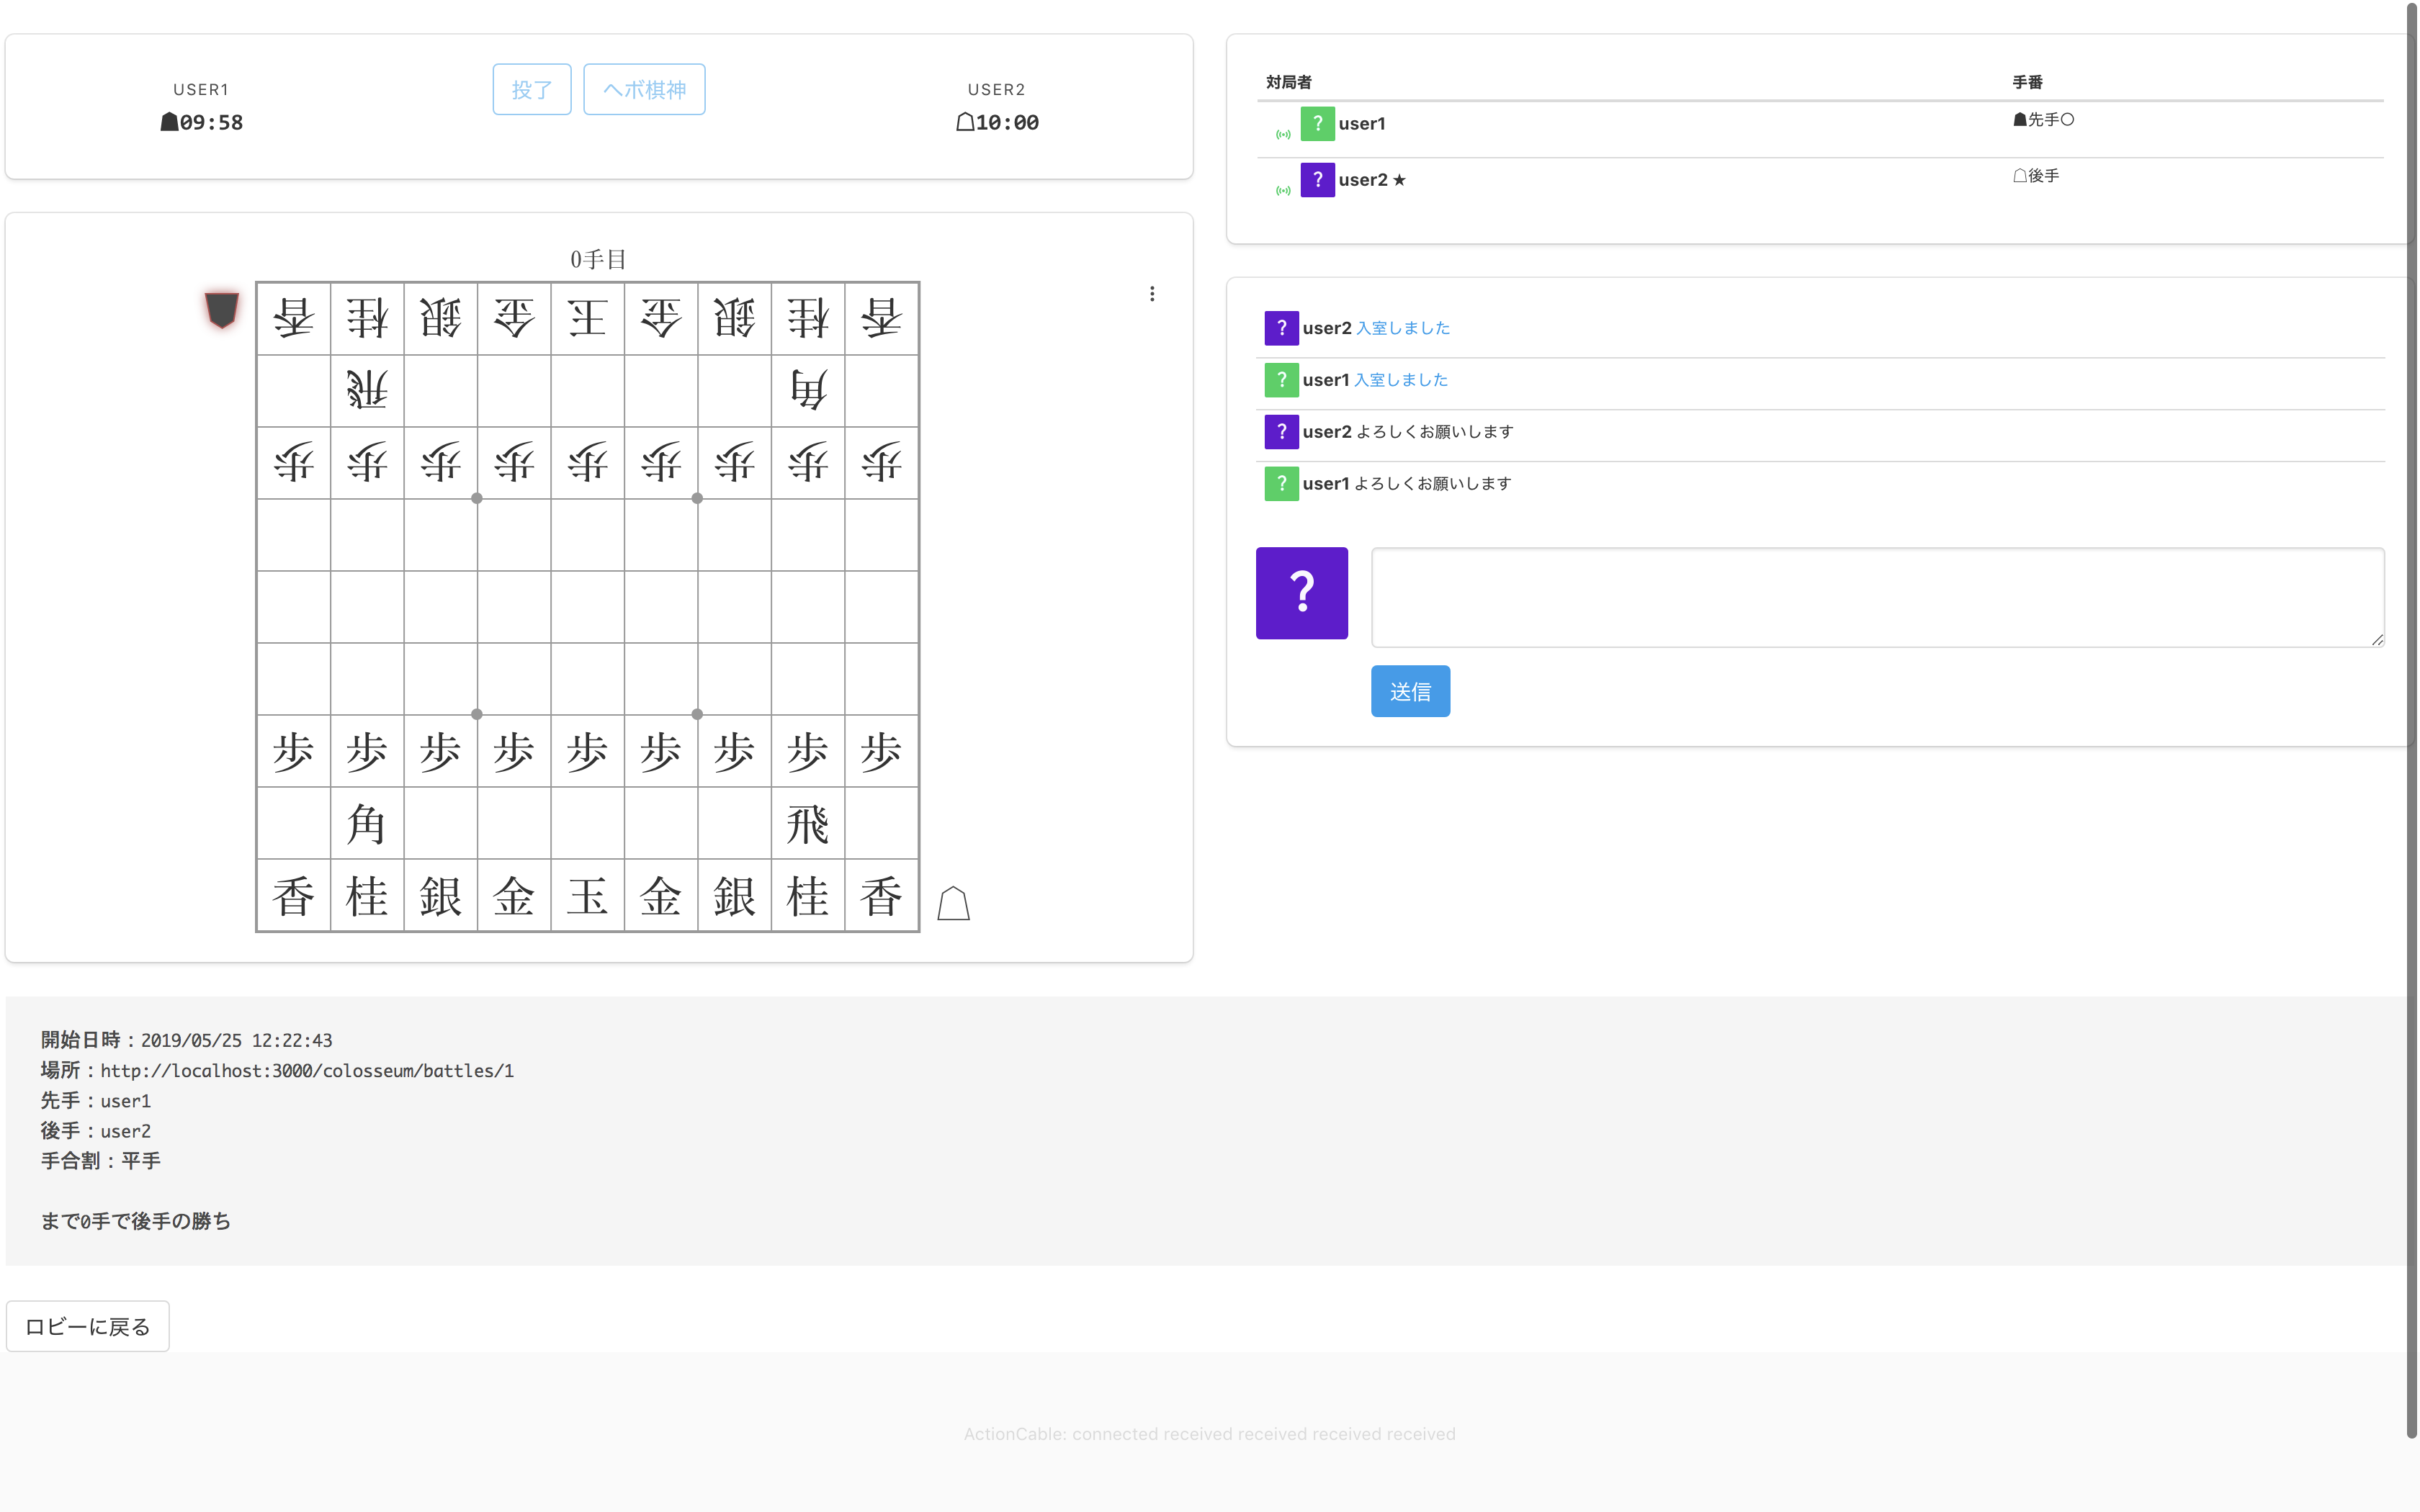 USER1
☗09:58
投了
ヘボ棋神
USER2
☖10:00
0手目
香桂銀金王金銀桂香
飛角
歩歩歩歩歩歩歩歩歩
歩歩歩歩歩歩歩歩歩
角飛
香桂銀金玉金銀桂香
対局者 手番
? user1 ☗先手○
? user2 ★ ☖後手
? user2 入室しました
? user1 入室しました
? user2 よろしくお願いします
? user1 よろしくお願いします
?
送信
開始日時：2019/05/25 12:22:43
場所：http://localhost:3000/colosseum/battles/1
先手：user1
後手：user2
手合割：平手
まで0手で後手の勝ち
ロビーに戻る
ActionCable: connected received received received received